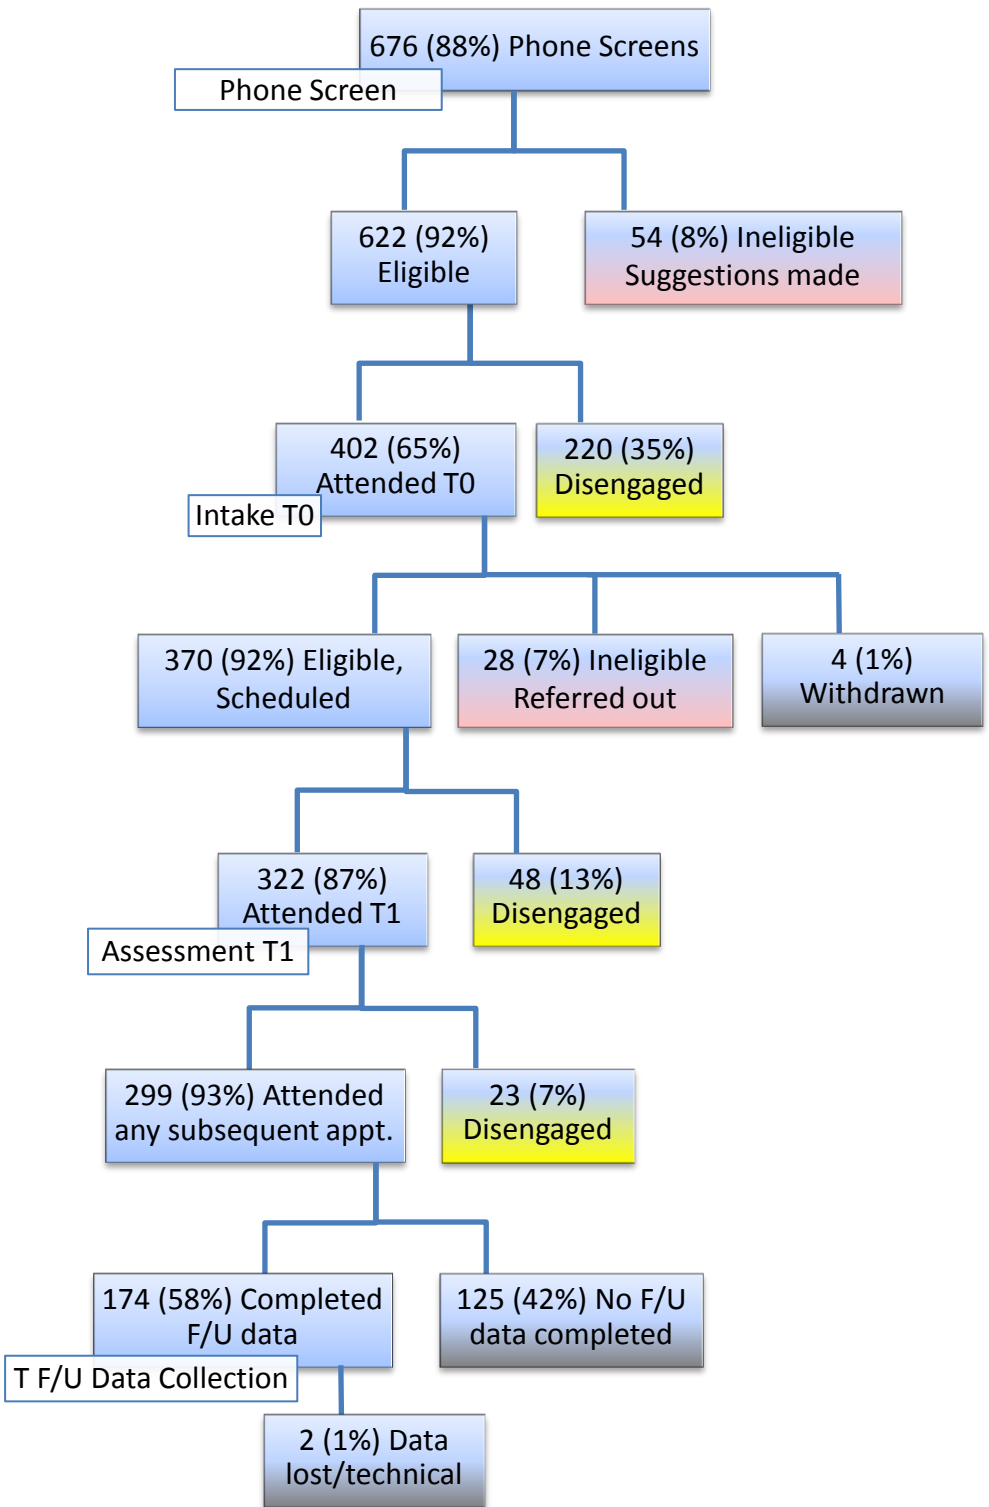 676 (88%) Phone Screens
Phone Screen
622 (92%)
Eligible
54 (8%) Ineligible
Suggestions made
402 (65%)
Attended T0
220 (35%)
Disengaged
Intake T0
370 (92%) Eligible,
Scheduled
28 (7%) Ineligible
Referred out
4 (1%)
Withdrawn
322 (87%)
Attended T1
48 (13%)
Disengaged
Assessment T1
299 (93%) Attended
any subsequent appt.
23 (7%)
Disengaged
174 (58%) Completed
F/U data
125 (42%) No F/U
data completed
T F/U Data Collection
2 (1%) Data
lost/technical